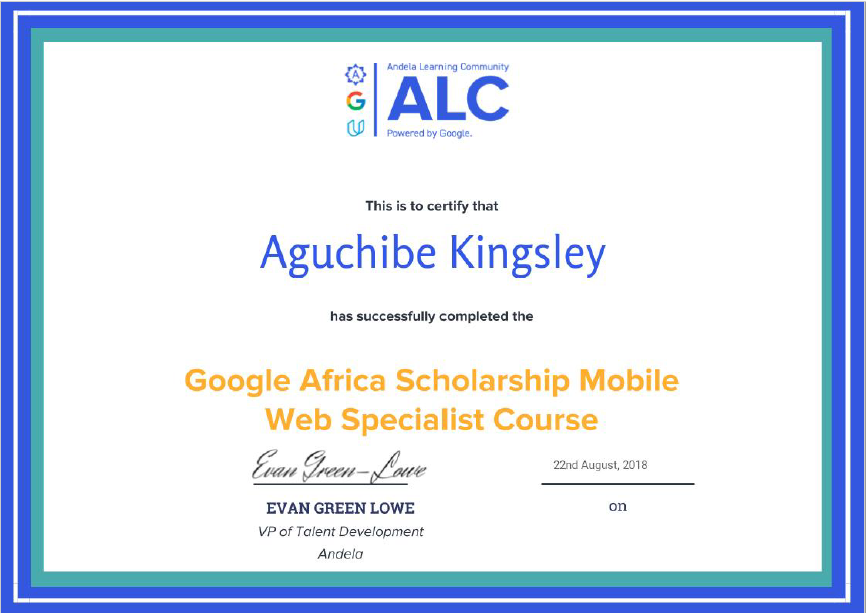 Andela Learning Community
ALC
Powered by Google.
This is to certify that
Aguchibe Kingsley
has successfully completed the
Google Africa Scholarship Mobile
Web Specialist Course
Evan Green-Lowe
22nd August, 2018
EVAN GREEN LOWE
on
VP of Talent Development
Andela